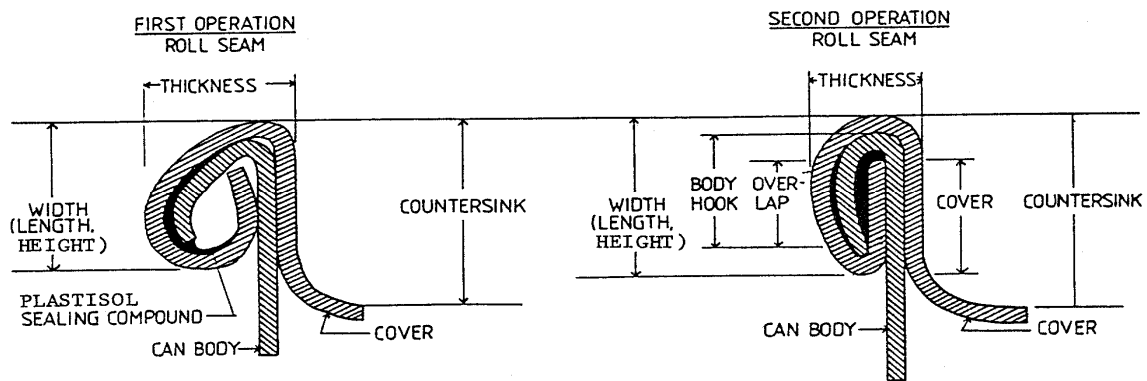 FIRST OPERATION
ROLL SEAM
THICKNESS
WIDTH
(LENGTH,
HEIGHT)
COUNTERSINK
PLASTISOL
SEALING COMPOUND
COVER
CAN BODY
SECOND OPERATION
ROLL SEAM
THICKNESS
WIDTH
(LENGTH,
HEIGHT)
BODY
HOOK
OVER-
LAP
COVER
COUNTERSINK
CAN BODY
COVER